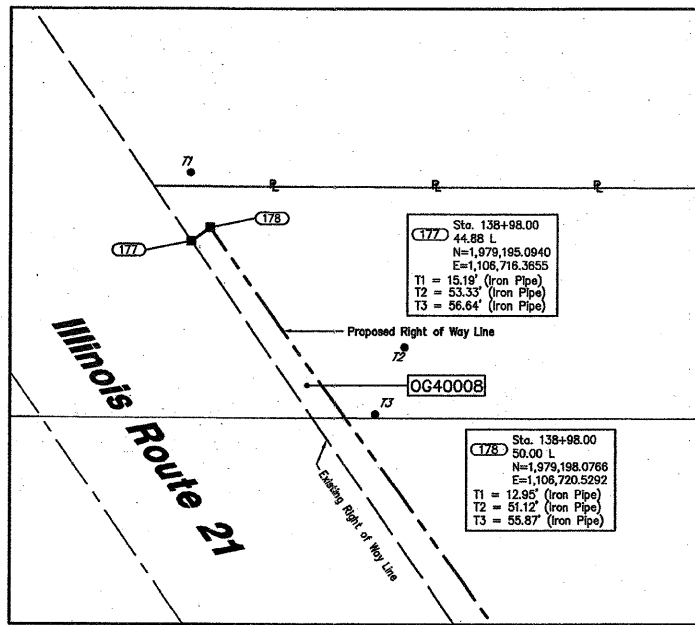 T1
PL
PL
PL
178
177
177
Sta. 138+98.00
44.88 L
N=1,979,195.0940
E=1,106,716.3655
T1 = 15.19' (Iron Pipe)
T2 = 53.33' (Iron Pipe)
T3 = 56.64' (Iron Pipe)
Proposed Right of Way Line
T2
OG40008
T3
Illinois Route 21
Existing Right of Way Line
178
Sta. 138+98.00
50.00 L
N=1,979,198.0766
E=1,106,720.5292
T1 = 12.95' (Iron Pipe)
T2 = 51.12' (Iron Pipe)
T3 = 55.87' (Iron Pipe)